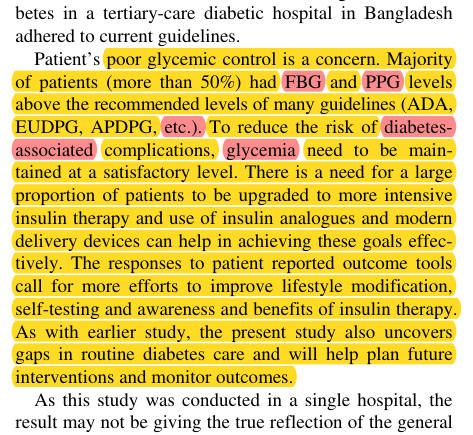 betes in a tertiary-care diabetic hospital in Bangladesh
adhered to current guidelines.
Patient's poor glycemic control is a concern. Majority
of patients (more than 50%) had FBG and PPG levels
above the recommended levels of many guidelines (ADA,
EUDPG, APDPG, etc.). To reduce the risk of diabetes-
associated complications, glycemia need to be main-
tained at a satisfactory level. There is a need for a large
proportion of patients to be upgraded to more intensive
insulin therapy and use of insulin analogues and modern
delivery devices can help in achieving these goals effec-
tively. The responses to patient reported outcome tools
call for more efforts to improve lifestyle modification,
self-testing and awareness and benefits of insulin therapy.
As with earlier study, the present study also uncovers
gaps in routine diabetes care and will help plan future
interventions and monitor outcomes.
As this study was conducted in a single hospital, the
result may not be giving the true reflection of the general